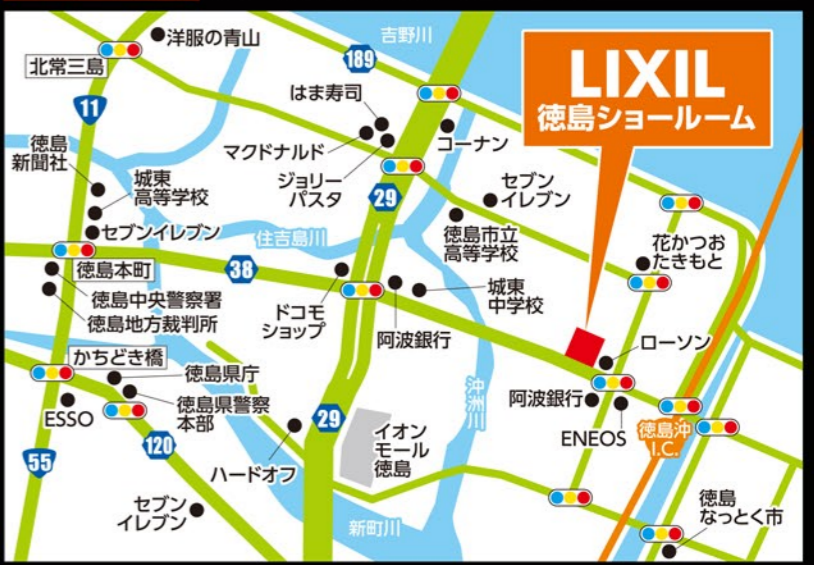 吉野川
洋服の青山
北常三島
189
はま寿司
LIXIL
徳島ショールーム
11
マクドナルド
コーナン
徳島
新聞社
城東
高等学校
ジョリー
パスタ
29
セブン
イレブン
セブンイレブン
住吉島川
徳島市立
高等学校
花かつお
たきもと
徳島本町
38
徳島中央警察署
徳島地方裁判所
ドコモ
ショップ
阿波銀行
城東
中学校
かちどき橋
徳島県庁
ローソン
ESSO
徳島県警察
本部
阿波銀行
ENEOS
徳島沖
I.C.
29
イオン
モール
徳島
55
120
ハードオフ
セブン
イレブン
新町川
徳島
なっとく市